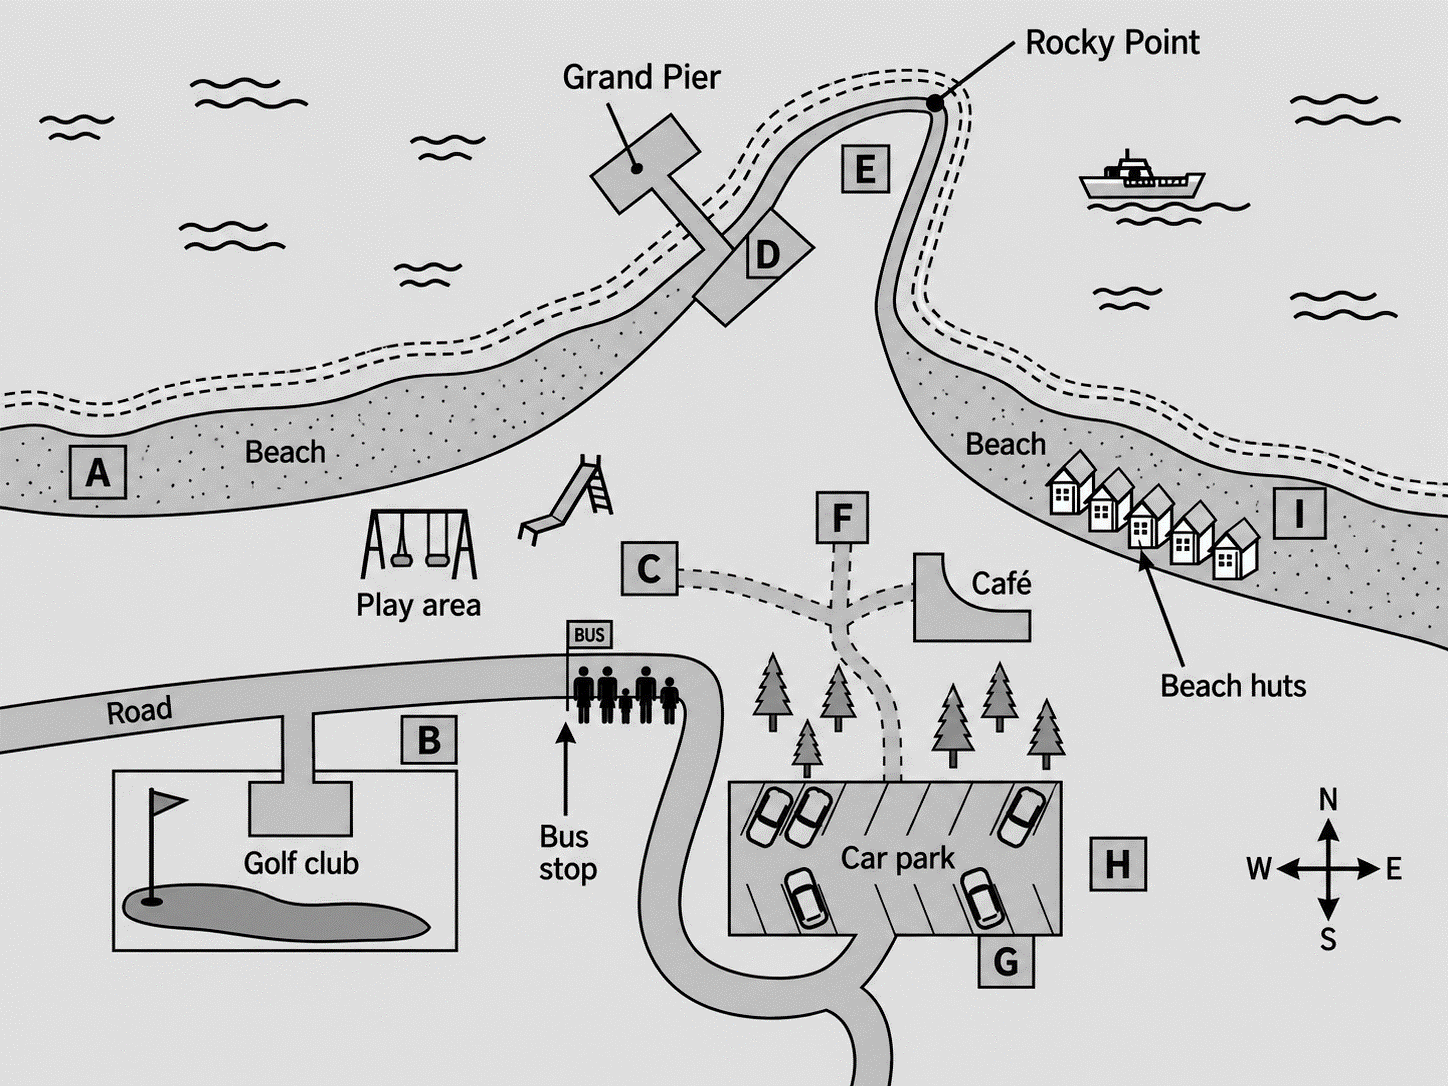 Rocky Point
Grand Pier
E
D
Beach
A
Beach
I
F
C
Café
Play area
BUS
Beach huts
Road
B
Bus
stop
Golf club
Car park
H
G
N
W
E
S